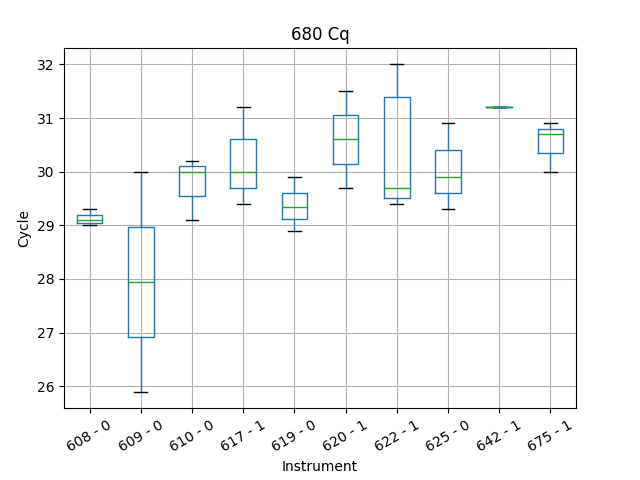 680 Cq
32
31
30
29
28
27
26
Cycle
608 - 0
609 - 0
610 - 0
617 - 1
619 - 0
620 - 1
622 - 1
625 - 0
642 - 1
675 - 1
Instrument